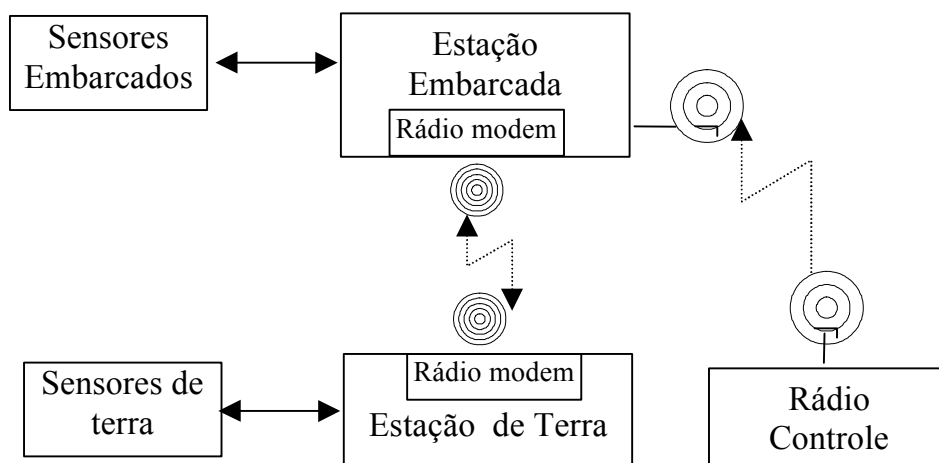 Sensores
Embarcados
Estação
Embarcada
Rádio modem
Rádio modem
Estação de Terra
Sensores de
terra
Rádio
Controle